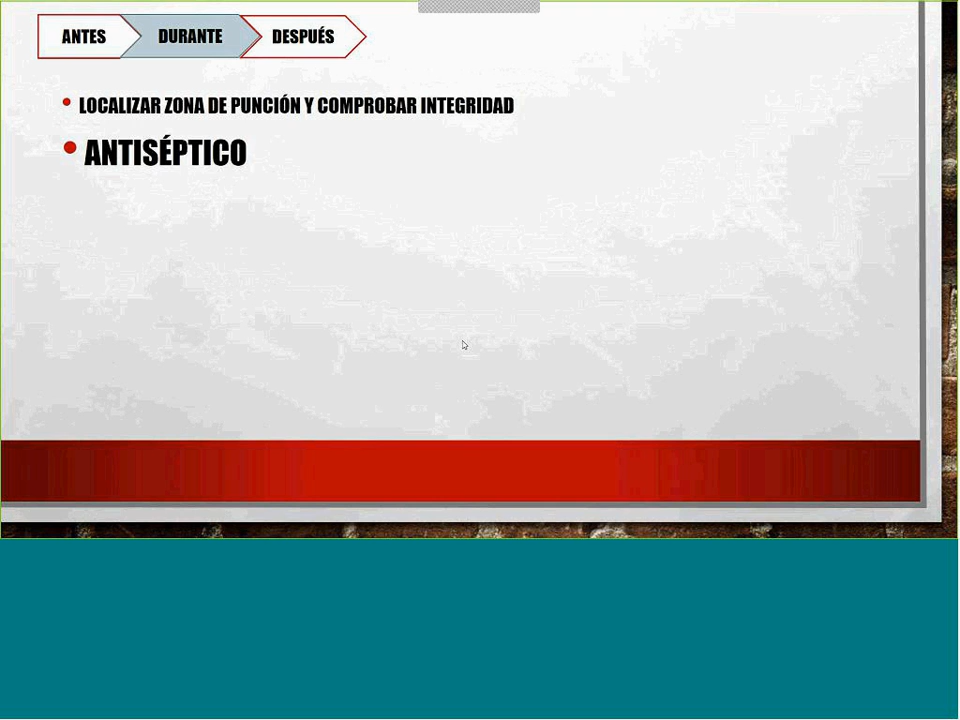 ANTES DURANTE DESPUÉS
LOCALIZAR ZONA DE PUNCIÓN Y COMPROBAR INTEGRIDAD
ANTISÉPTICO